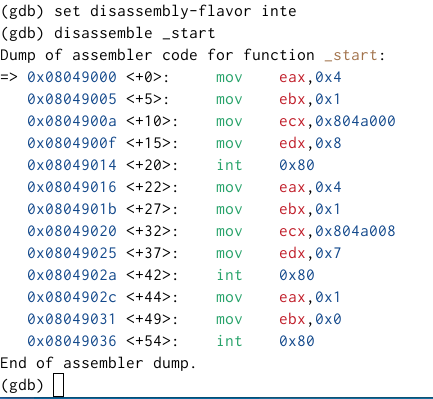 (gdb) set disassembly-flavor inte
(gdb) disassemble _start
Dump of assembler code for function _start:
=> 0x08049000 <+0>:     mov    eax,0x4
   0x08049005 <+5>:     mov    ebx,0x1
   0x0804900a <+10>:    mov    ecx,0x804a000
   0x0804900f <+15>:    mov    edx,0x8
   0x08049014 <+20>:    int    0x80
   0x08049016 <+22>:    mov    eax,0x4
   0x0804901b <+27>:    mov    ebx,0x1
   0x08049020 <+32>:    mov    ecx,0x804a008
   0x08049025 <+37>:    mov    edx,0x7
   0x0804902a <+42>:    int    0x80
   0x0804902c <+44>:    mov    eax,0x1
   0x08049031 <+49>:    mov    ebx,0x0
   0x08049036 <+54>:    int    0x80
End of assembler dump.
(gdb)